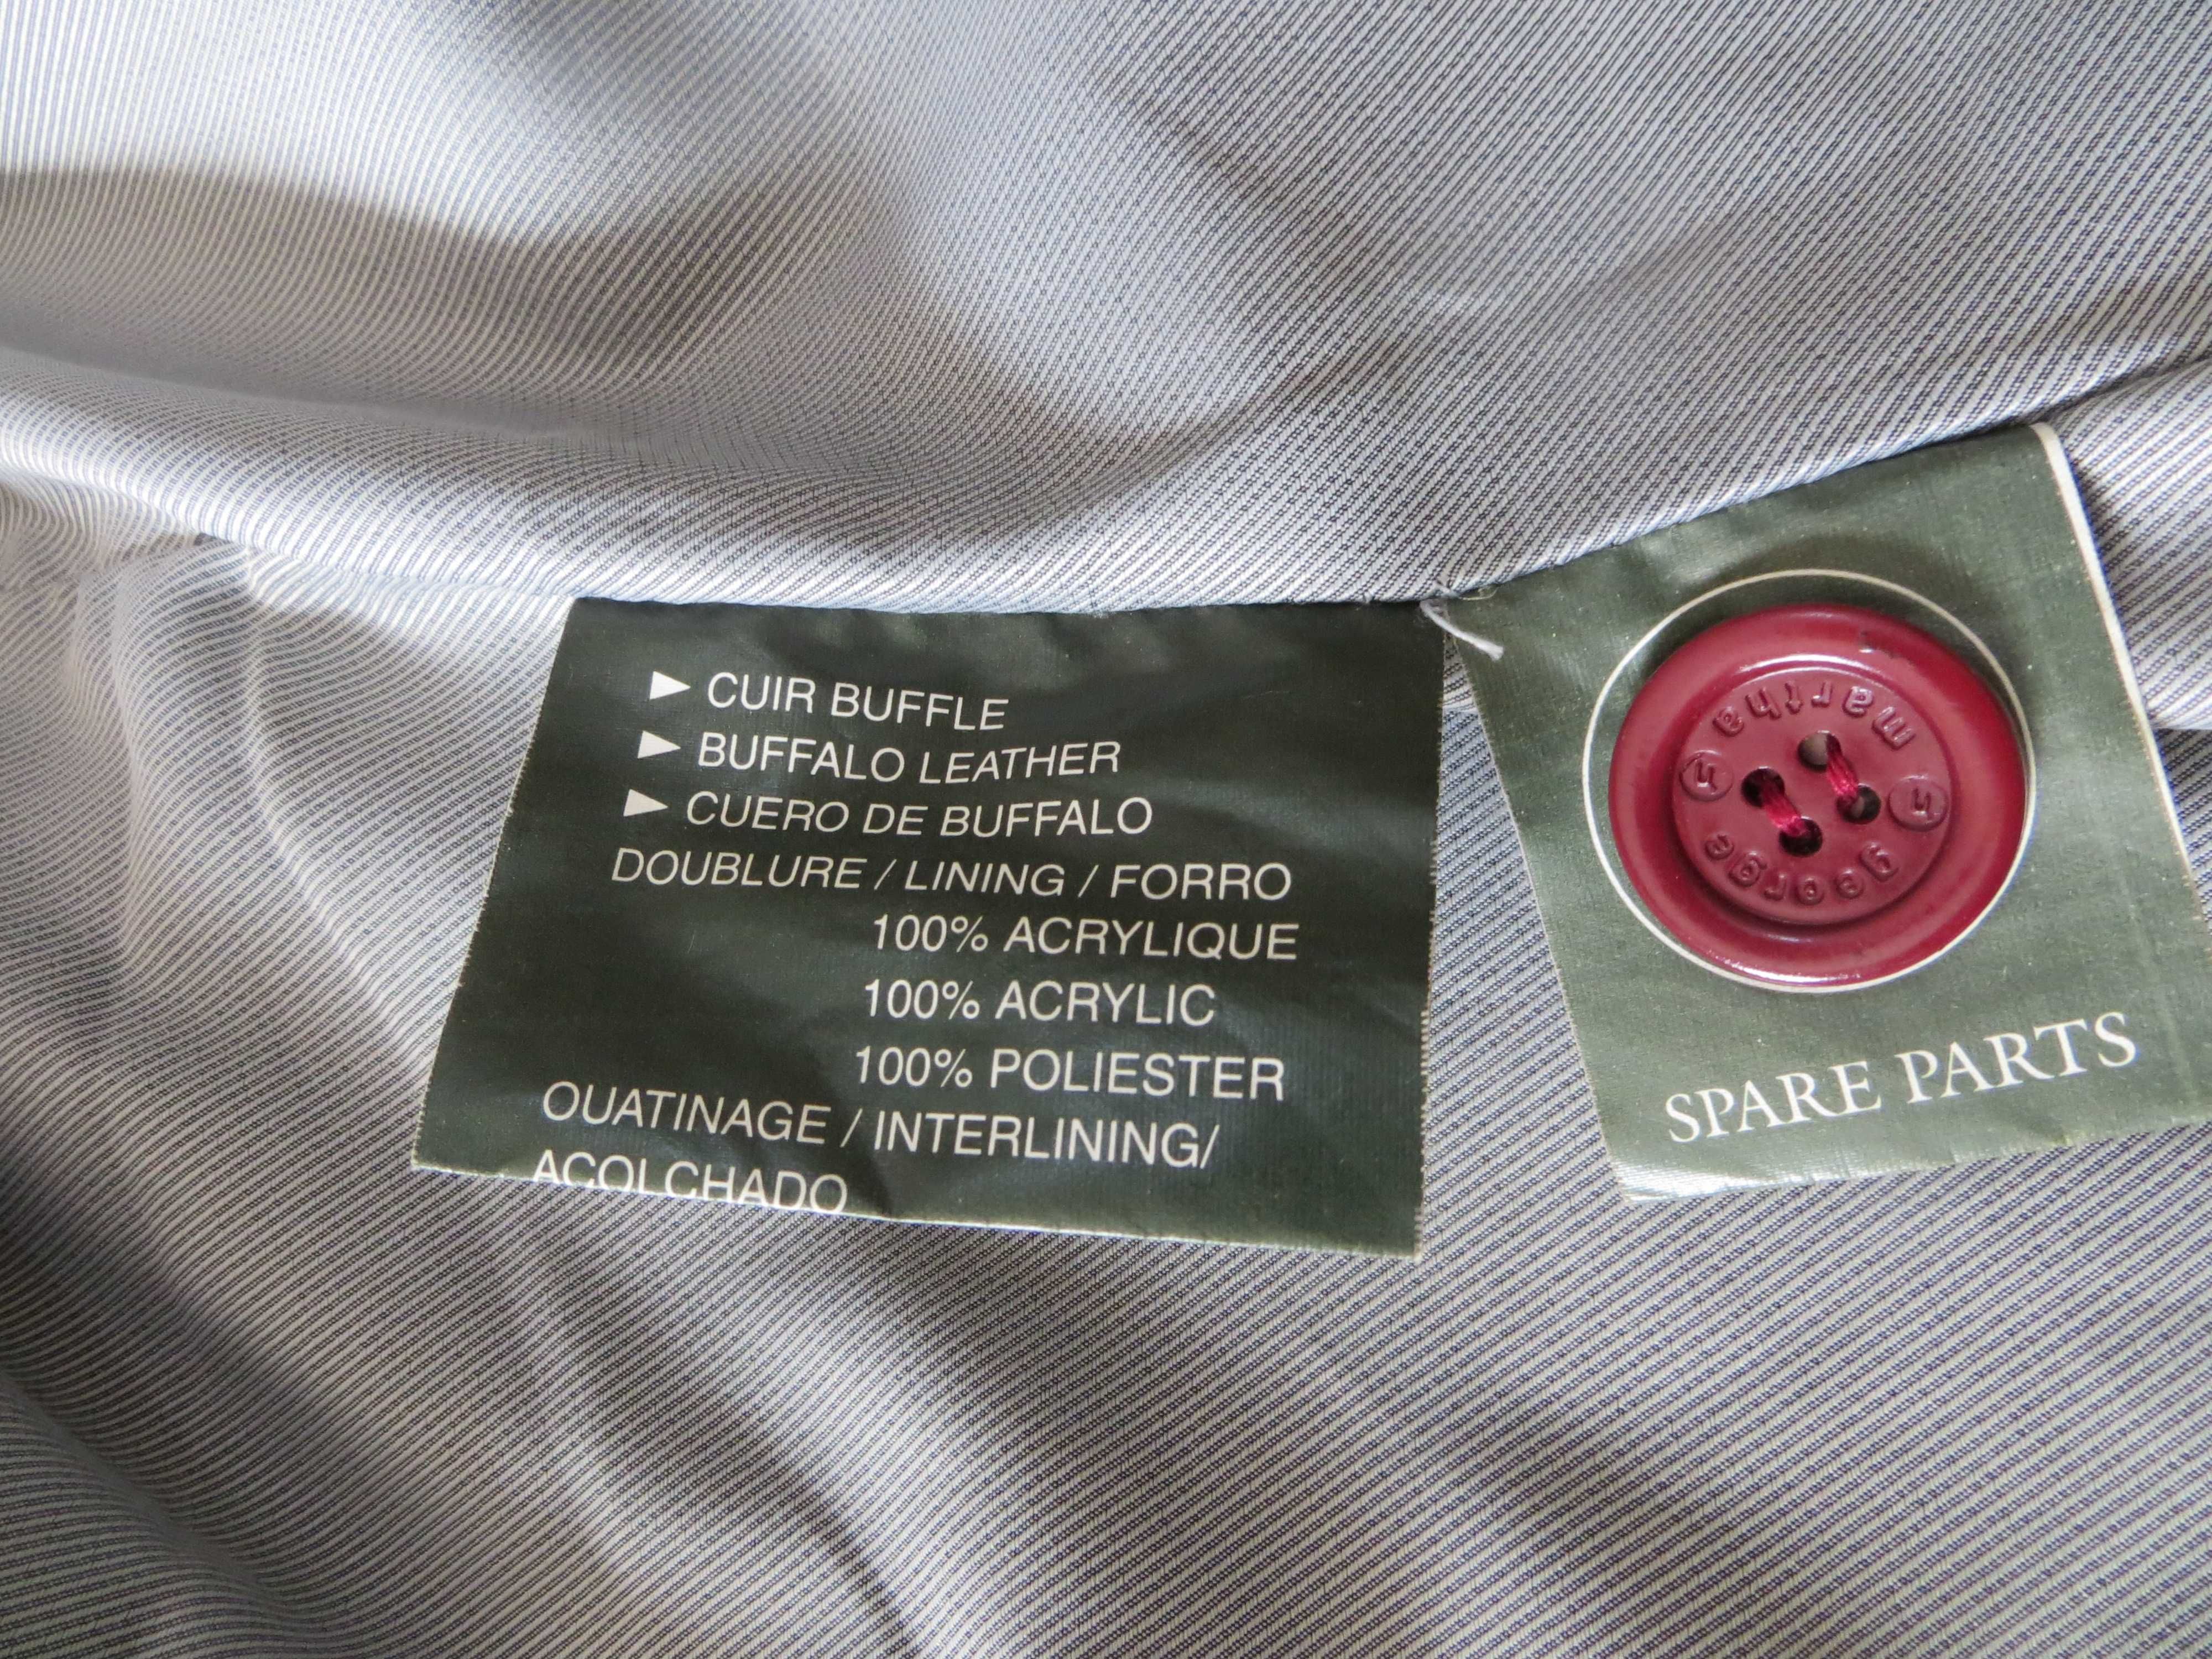 ► CUIR BUFFLE
► BUFFALO LEATHER
► CUERO DE BUFFALO
DOUBLURE / LINING / FORRO
100% ACRYLIQUE
100% ACRYLIC
100% POLIESTER
OUATINAGE / INTERLINING/
ACOLCHADO
martha
george
SPARE PARTS